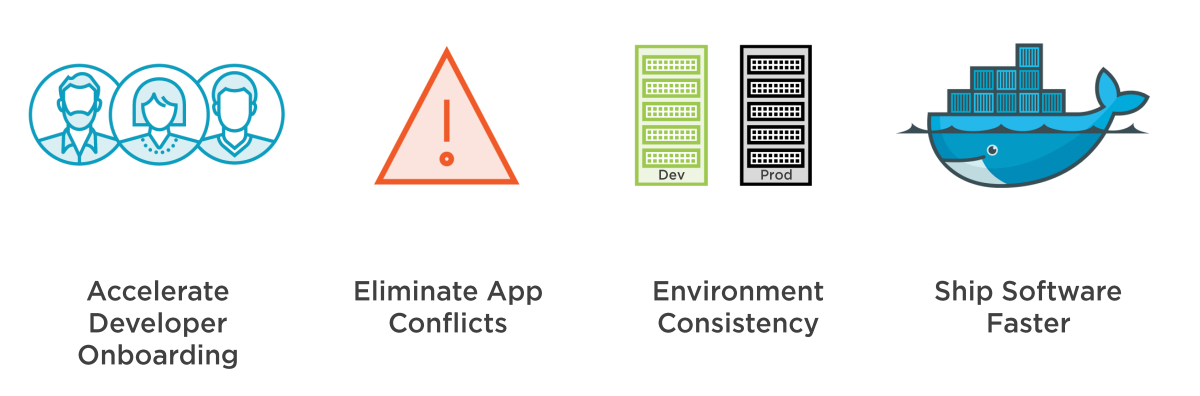 Dev
Prod
Accelerate
Developer
Onboarding
Eliminate App
Conflicts
Environment
Consistency
Ship Software
Faster